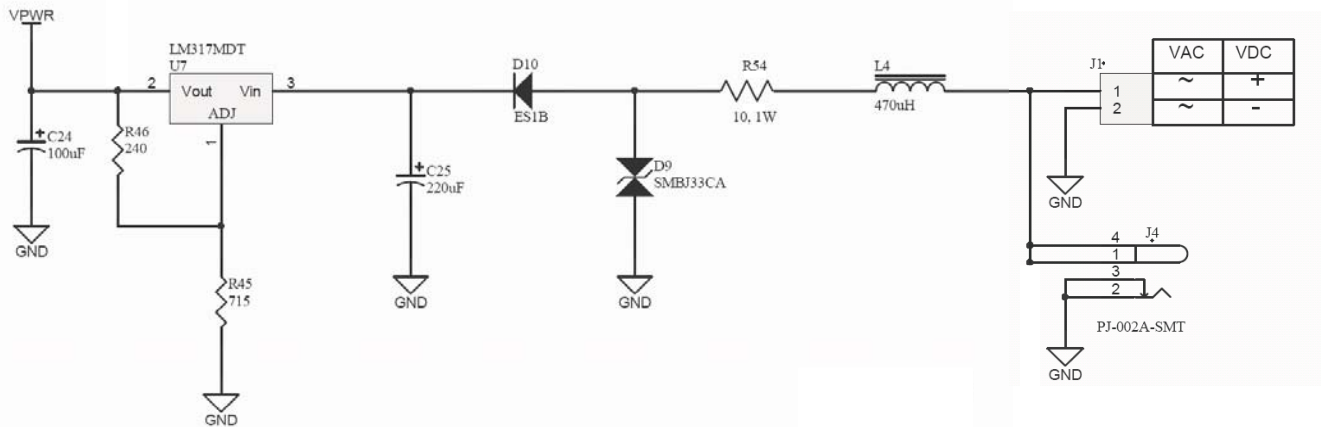 VPWR
LM317MDT
U7
2
Vout
Vin
3
ADJ
1
C24
100uF
R46
240
GND
R45
715
GND
C25
220uF
GND
D10
ES1B
D9
SMBJ33CA
GND
R54
10, 1W
L4
470uH
J1
1
2
VAC
VDC
~
+
~
-
GND
J4
4
1
3
2
PJ-002A-SMT
GND